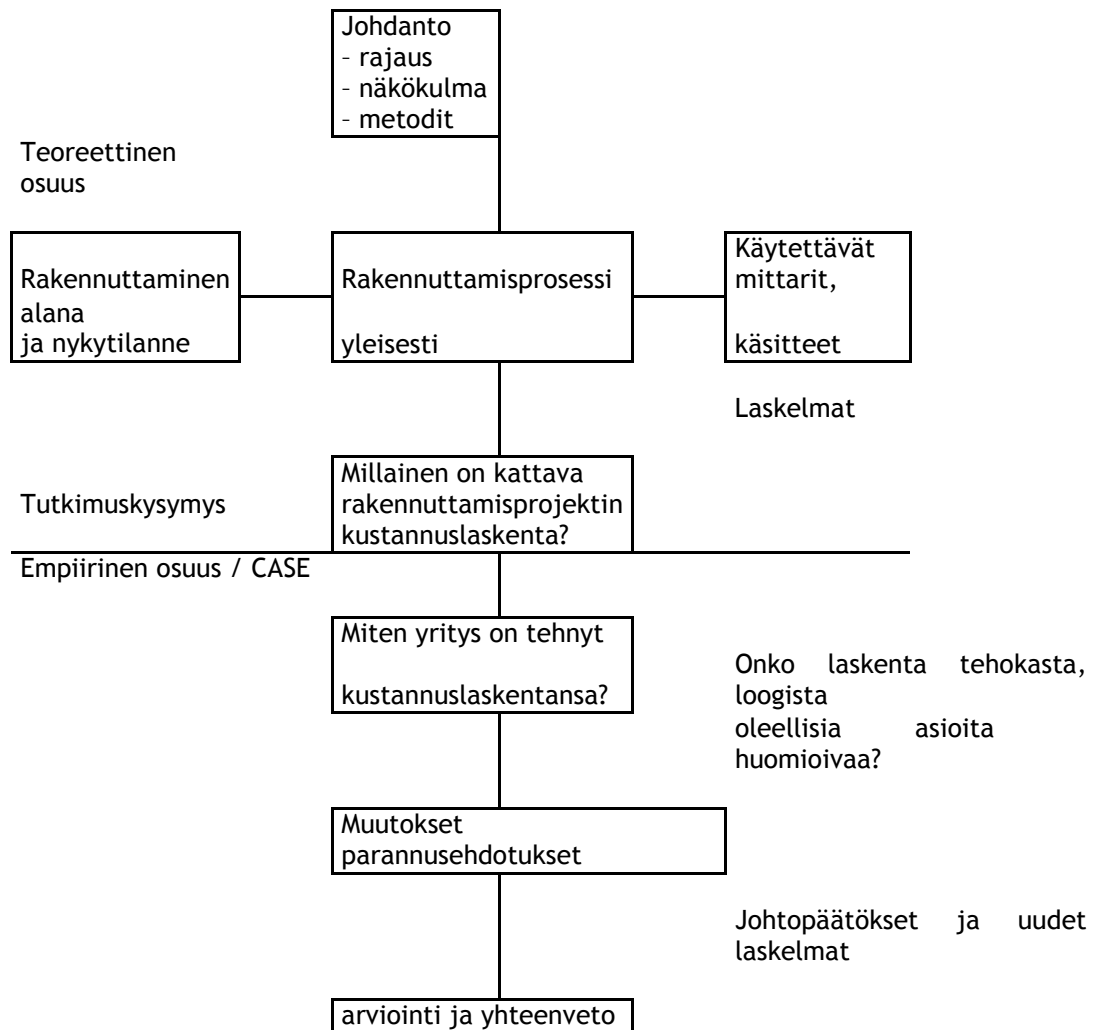 Johdanto
– rajaus
– näkökulma
– metodit
Teoreettinen
osuus
Rakennuttaminen
alana
ja nykytilanne
Rakennuttamisprosessi
yleisesti
Käytettävät
mittarit,
käsitteet
Laskelmat
Tutkimuskysymys
Millainen on kattava
rakennuttamisprojektin
kustannuslaskenta?
Empiirinen osuus / CASE
Miten yritys on tehnyt
kustannuslaskentansa?
Onko laskenta tehokasta,
loogista
oleellisia asioita
huomioivaa?
Muutokset
parannusehdotukset
Johtopäätökset ja uudet
laskelmat
arviointi ja yhteenveto